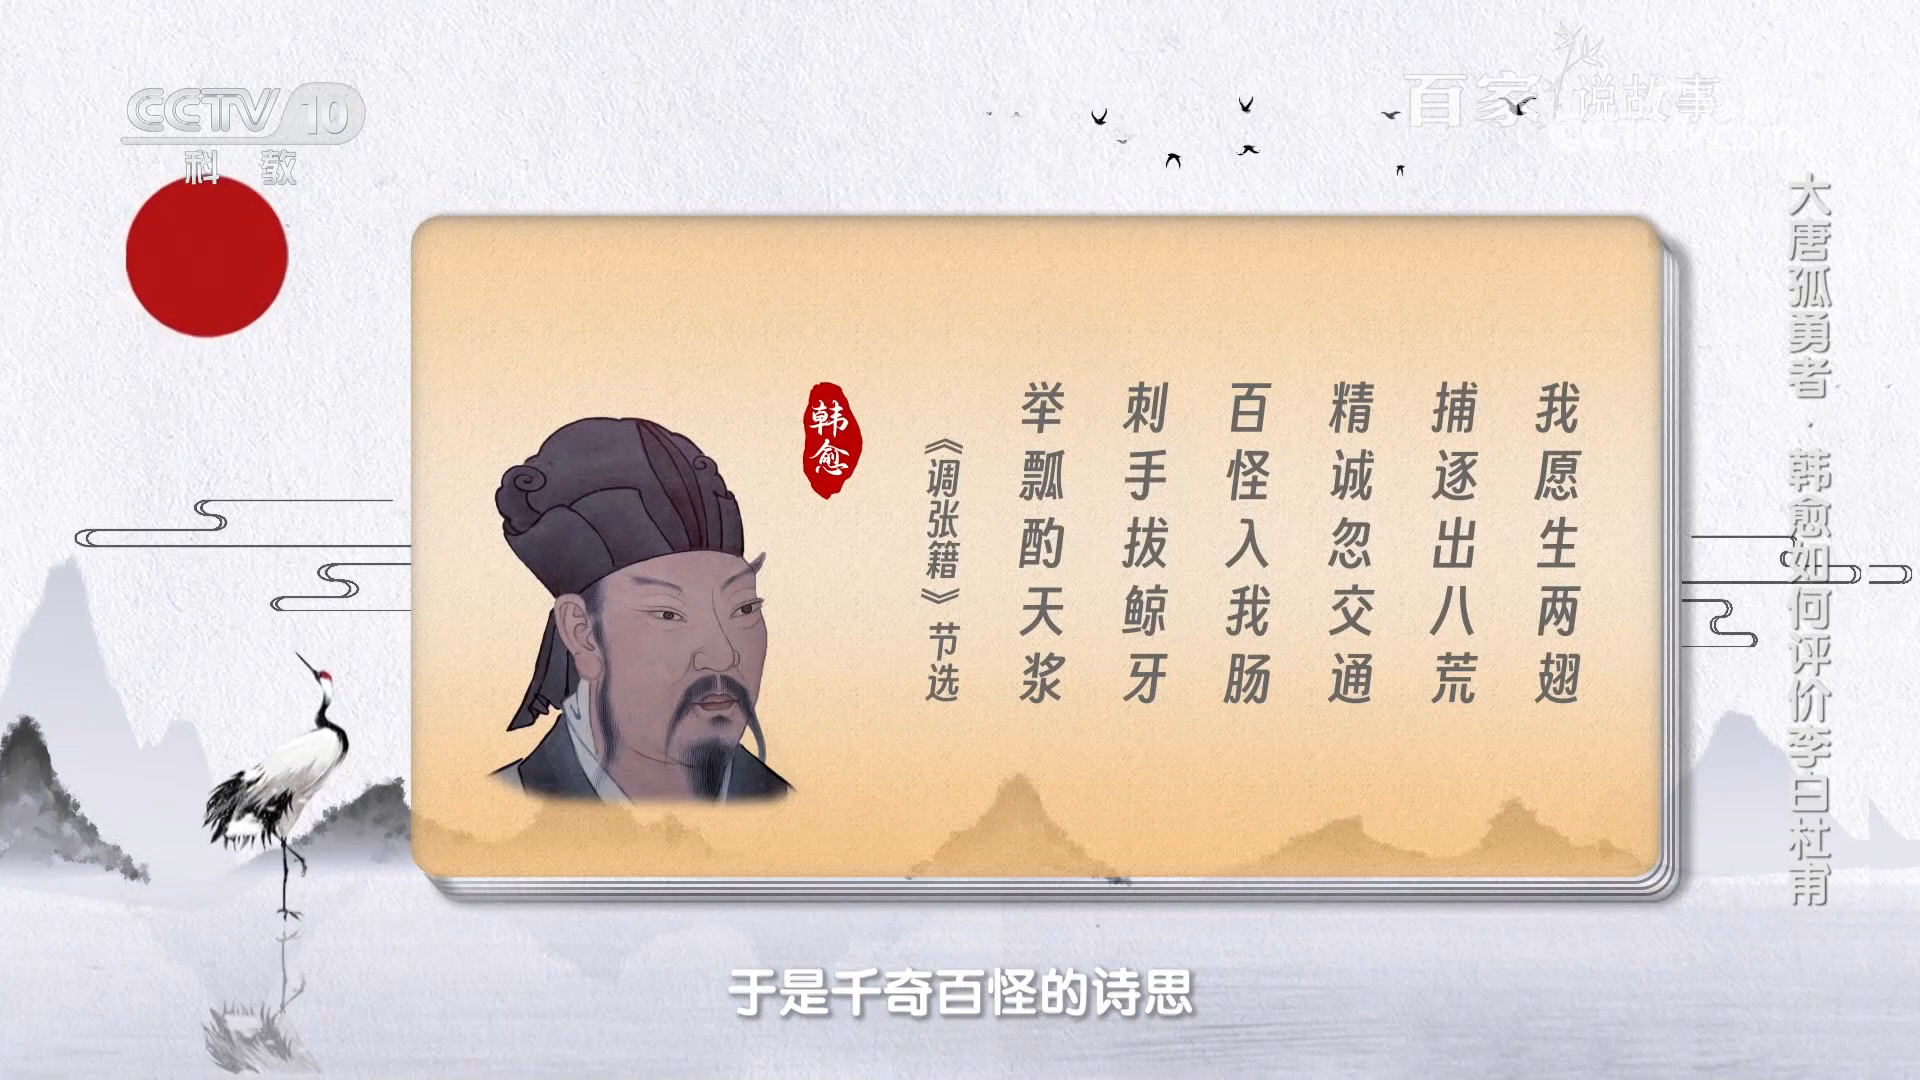 CCTV 10
科 教
百家说故事
大唐孤勇者·韩愈如何评价李白杜甫
我愿生两翅
捕逐出八荒
精诚忽交通
百怪入我肠
刺手拔鲸牙
举瓢酌天浆
《调张籍》节选
韩愈
于是千奇百怪的诗思